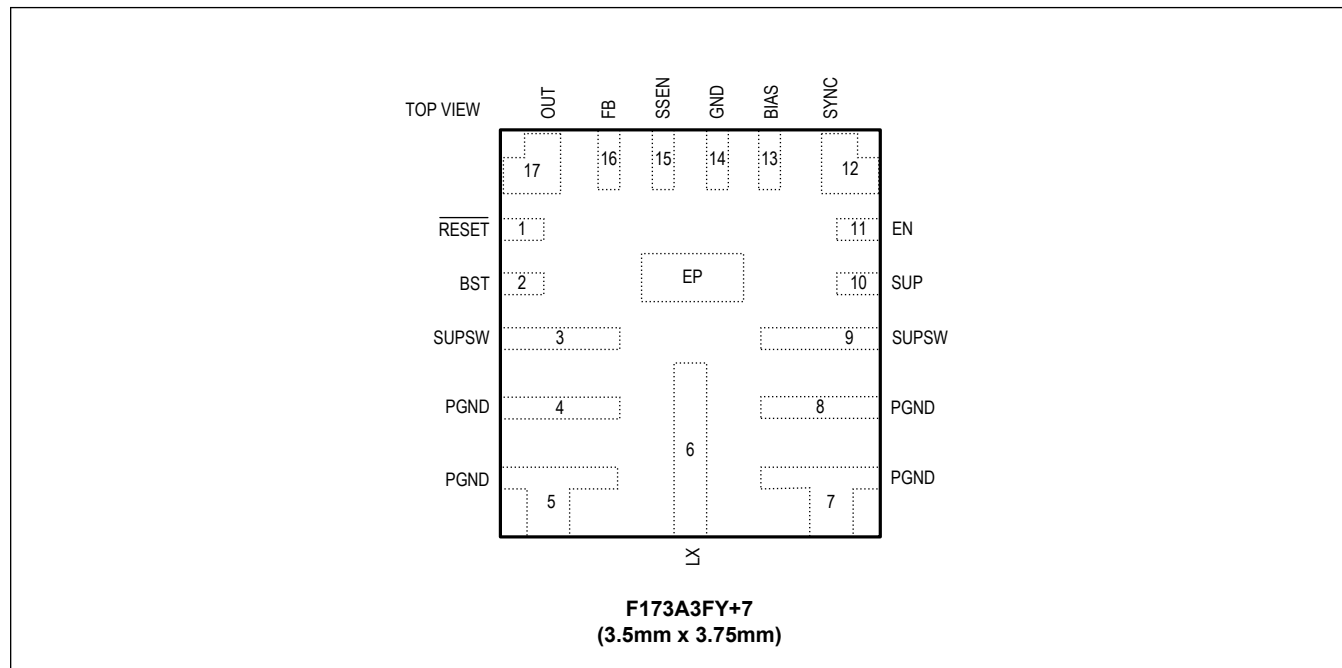 TOP VIEW
OUT
FB
SSEN
GND
BIAS
SYNC
17
16
15
14
13
12
RESET
1
11
EN
BST
2
EP
10
SUP
SUPSW
3
9
SUPSW
PGND
4
8
PGND
6
PGND
5
7
PGND
LX
F173A3FY+7
(3.5mm x 3.75mm)